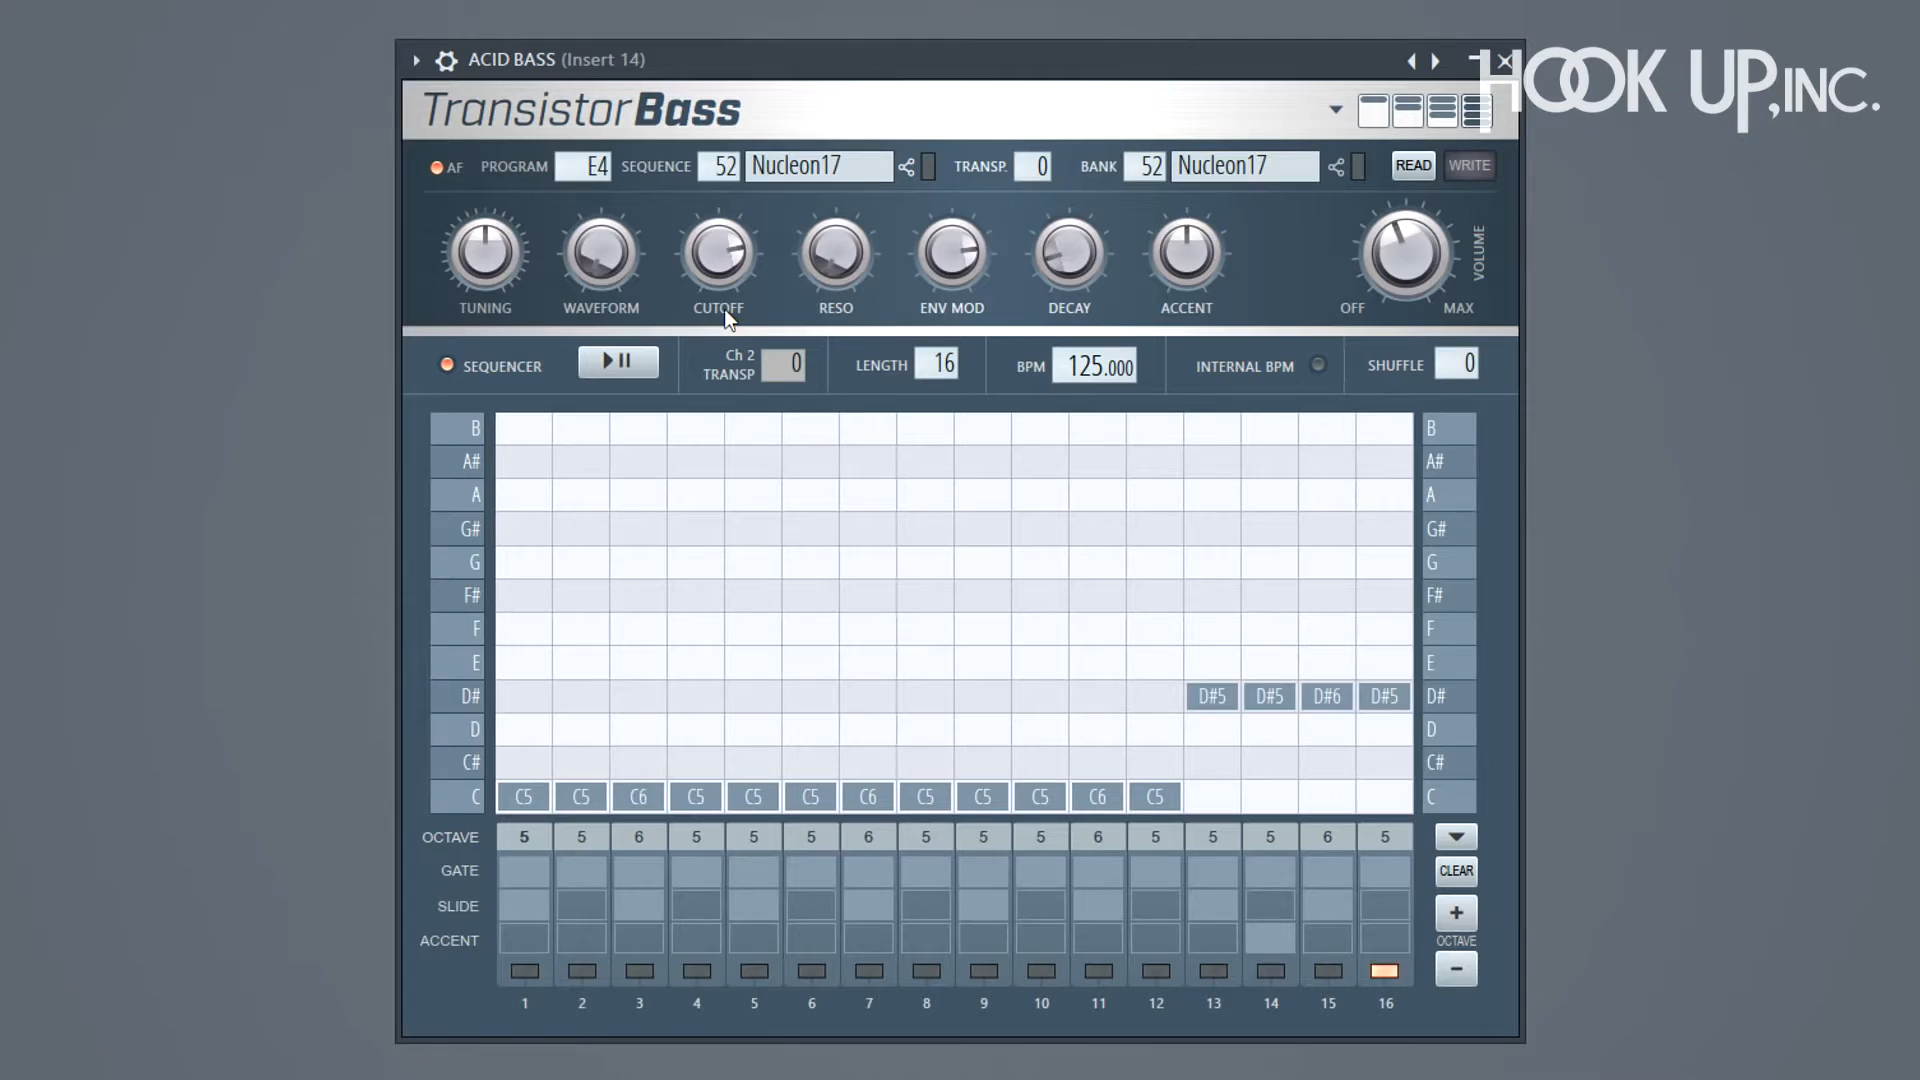 ACID BASS (Insert 14)
HOOK UP, INC.
TransistorBass
AF PROGRAM E4 SEQUENCE 52 Nucleon17 TRANSP. 0 BANK 52 Nucleon17 READ WRITE
TUNING WAVEFORM CUTOFF RESO ENV MOD DECAY ACCENT OFF MAX VOLUME
SEQUENCER Ch 2 TRANSP 0 LENGTH 16 BPM 125.000 INTERNAL BPM SHUFFLE 0
B B
A# A#
A A
G# G#
G G
F# F#
F F
E E
D# D#5 D#5 D#6 D#5 D#
D D
C# C#
C C5 C5 C6 C5 C5 C5 C6 C5 C5 C5 C6 C5 C
OCTAVE 5 5 6 5 5 5 6 5 5 5 6 5 5 5 6 5
GATE CLEAR
SLIDE +
ACCENT OCTAVE
-
1 2 3 4 5 6 7 8 9 10 11 12 13 14 15 16